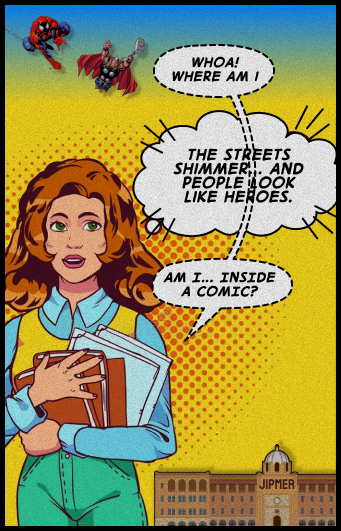 WHOA!
WHERE AM I
THE STREETS
SHIMMER... AND
PEOPLE LOOK
LIKE HEROES.
AM I... INSIDE
A COMIC?
JIPMER